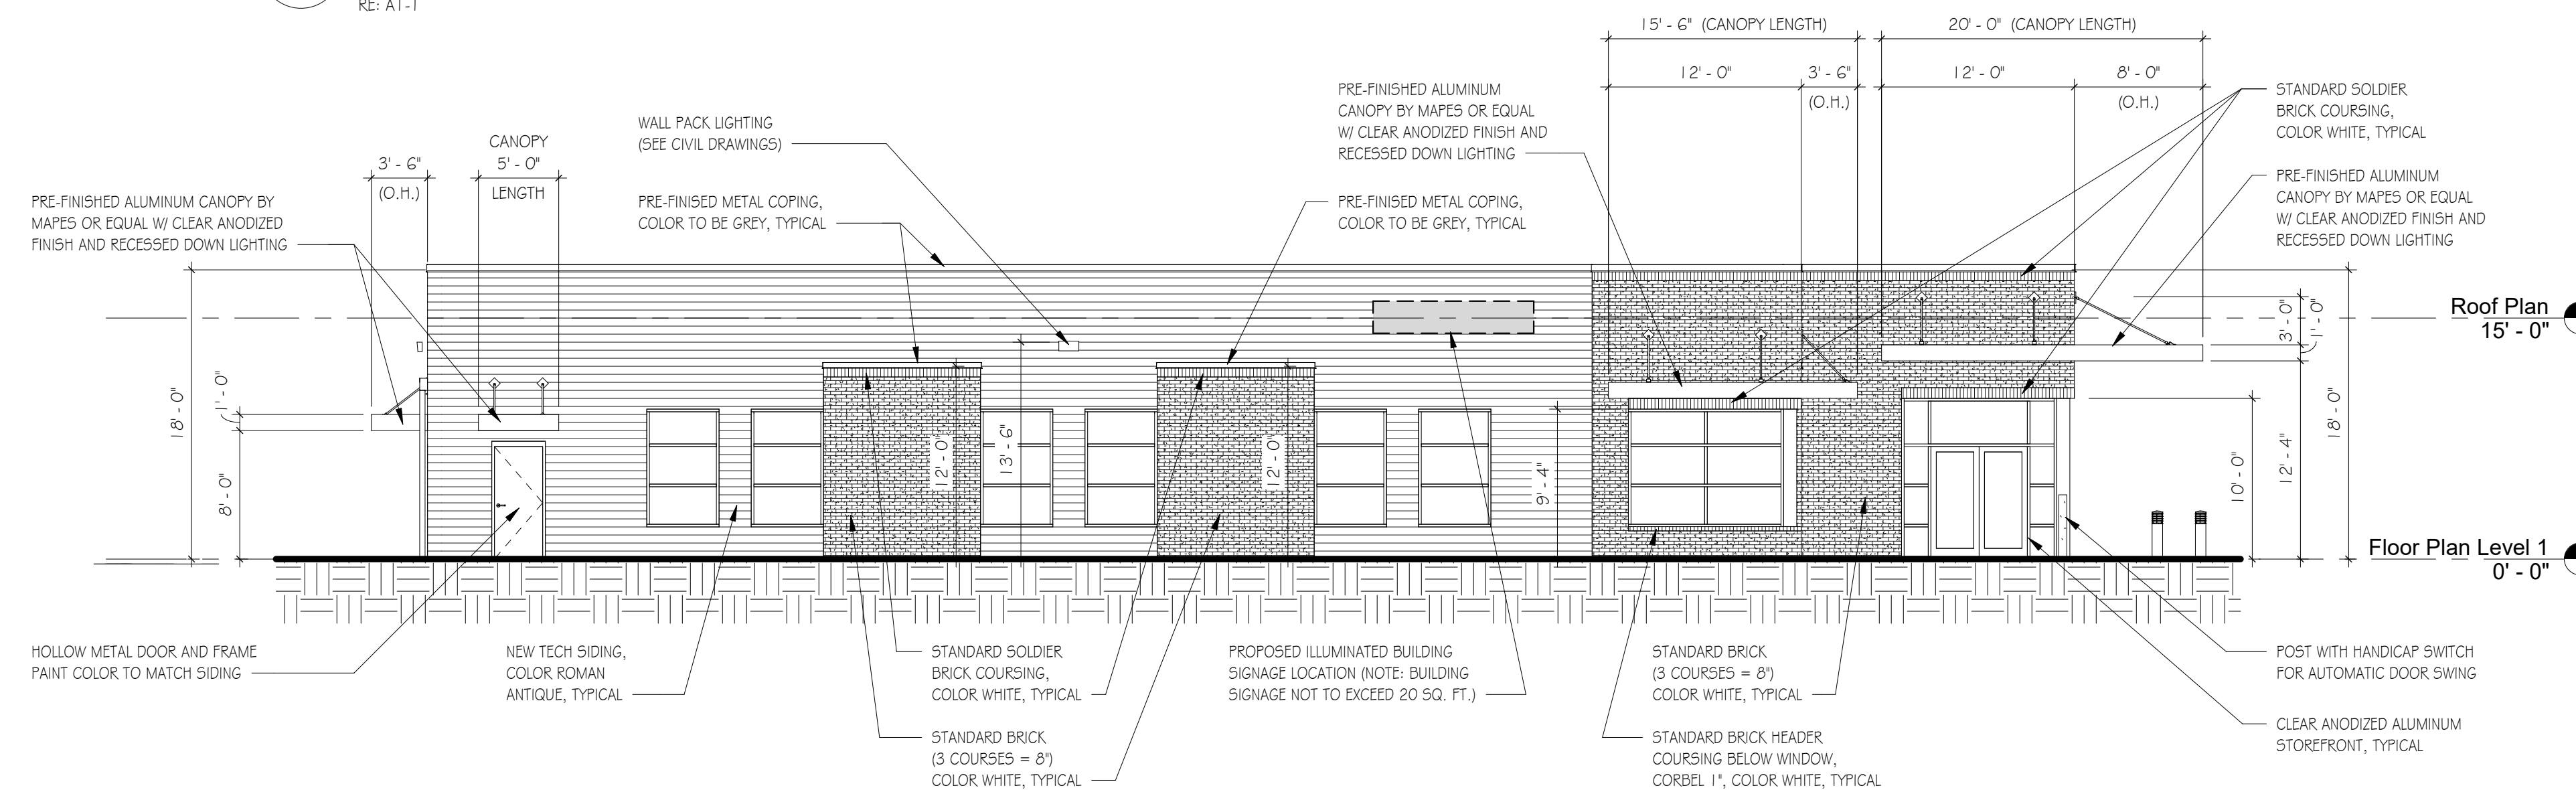 RE: A1-1
15' - 6" (CANOPY LENGTH)
20' - 0" (CANOPY LENGTH)
12' - 0"
3' - 6"
(O.H.)
12' - 0"
8' - 0"
(O.H.)
PRE-FINISHED ALUMINUM
CANOPY BY MAPES OR EQUAL
W/ CLEAR ANODIZED FINISH AND
RECESSED DOWN LIGHTING
STANDARD SOLDIER
BRICK COURSING,
COLOR WHITE, TYPICAL
WALL PACK LIGHTING
(SEE CIVIL DRAWINGS)
CANOPY
5' - 0"
LENGTH
3' - 6"
(O.H.)
PRE-FINISHED ALUMINUM CANOPY BY
MAPES OR EQUAL W/ CLEAR ANODIZED
FINISH AND RECESSED DOWN LIGHTING
PRE-FINISED METAL COPING,
COLOR TO BE GREY, TYPICAL
PRE-FINISED METAL COPING,
COLOR TO BE GREY, TYPICAL
PRE-FINISHED ALUMINUM
CANOPY BY MAPES OR EQUAL
W/ CLEAR ANODIZED FINISH AND
RECESSED DOWN LIGHTING
Roof Plan
15' - 0"
18' - 0"
1' - 0"
8' - 0"
12' - 0"
13' - 6"
12' - 0"
9' - 4"
10' - 0"
3' - 0"
1' - 0"
12' - 4"
18' - 0"
Floor Plan Level 1
0' - 0"
HOLLOW METAL DOOR AND FRAME
PAINT COLOR TO MATCH SIDING
NEW TECH SIDING,
COLOR ROMAN
ANTIQUE, TYPICAL
STANDARD SOLDIER
BRICK COURSING,
COLOR WHITE, TYPICAL
STANDARD BRICK
(3 COURSES = 8")
COLOR WHITE, TYPICAL
PROPOSED ILLUMINATED BUILDING
SIGNAGE LOCATION (NOTE: BUILDING
SIGNAGE NOT TO EXCEED 20 SQ. FT.)
STANDARD BRICK
(3 COURSES = 8")
COLOR WHITE, TYPICAL
STANDARD BRICK HEADER
COURSING BELOW WINDOW,
CORBEL 1", COLOR WHITE, TYPICAL
POST WITH HANDICAP SWITCH
FOR AUTOMATIC DOOR SWING
CLEAR ANODIZED ALUMINUM
STOREFRONT, TYPICAL